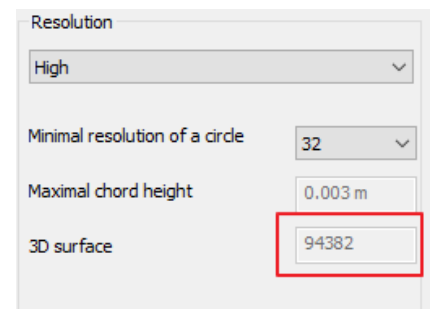 Resolution
High
Minimal resolution of a circle 32
Maximal chord height 0.003 m
3D surface 94382